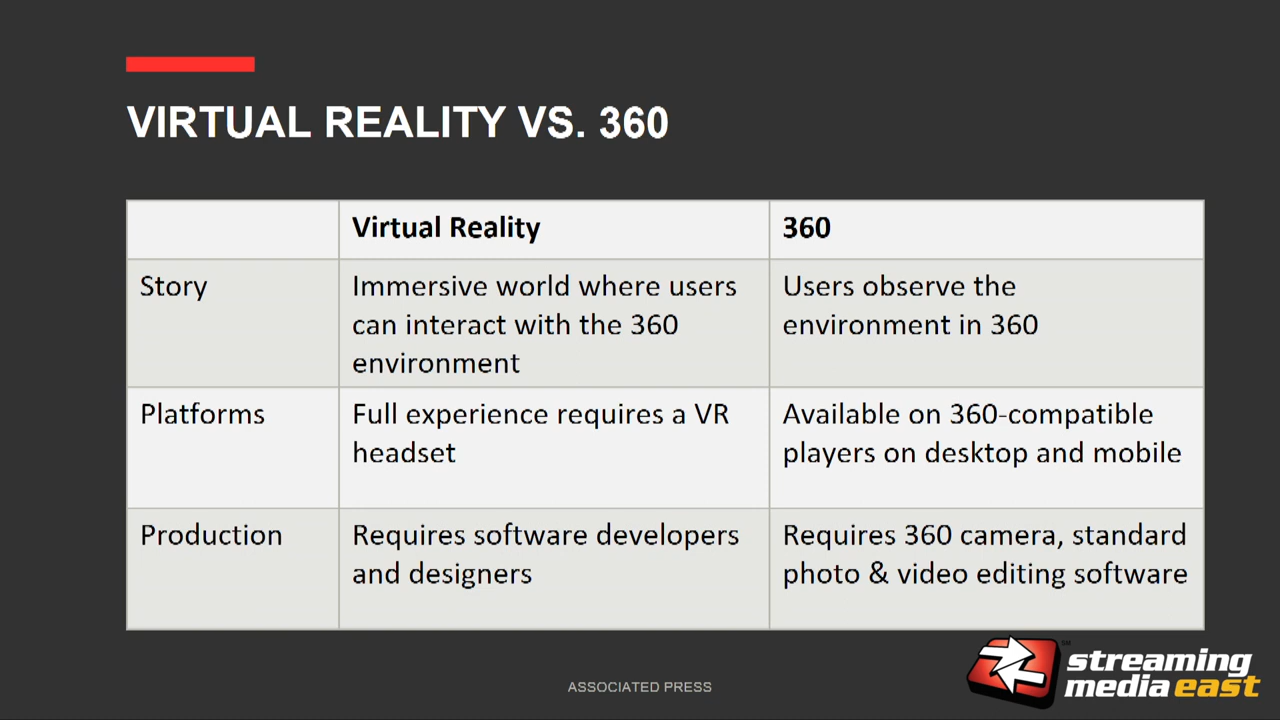 VIRTUAL REALITY VS. 360
Virtual Reality
360
Story
Immersive world where users
can interact with the 360
environment
Users observe the
environment in 360
Platforms
Full experience requires a VR
headset
Available on 360-compatible
players on desktop and mobile
Production
Requires software developers
and designers
Requires 360 camera, standard
photo & video editing software
ASSOCIATED PRESS
streaming
media east
SM